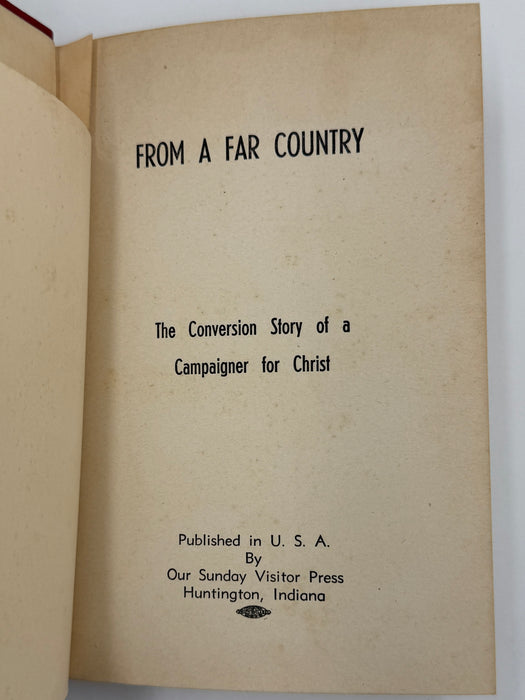 FROM A FAR COUNTRY
The Conversion Story of a
Campaigner for Christ
Published in U. S. A.
By
Our Sunday Visitor Press
Huntington, Indiana